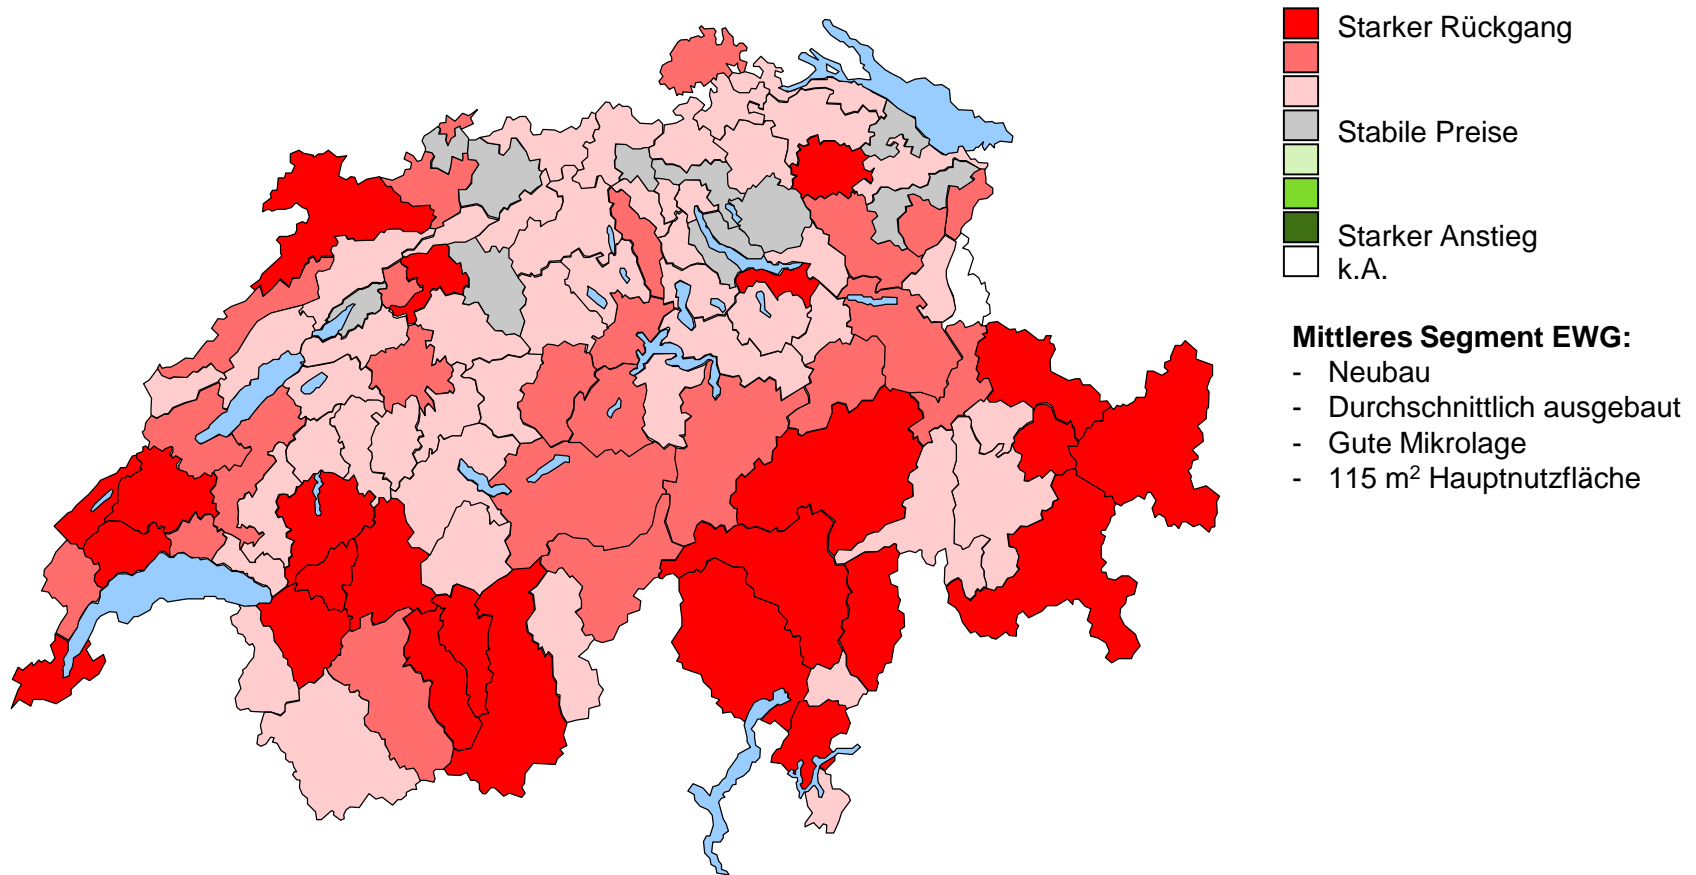 Starker Rückgang
Stabile Preise
Starker Anstieg
k.A.
Mittleres Segment EWG:
- Neubau
- Durchschnittlich ausgebaut
- Gute Mikrolage
- 115 m² Hauptnutzfläche